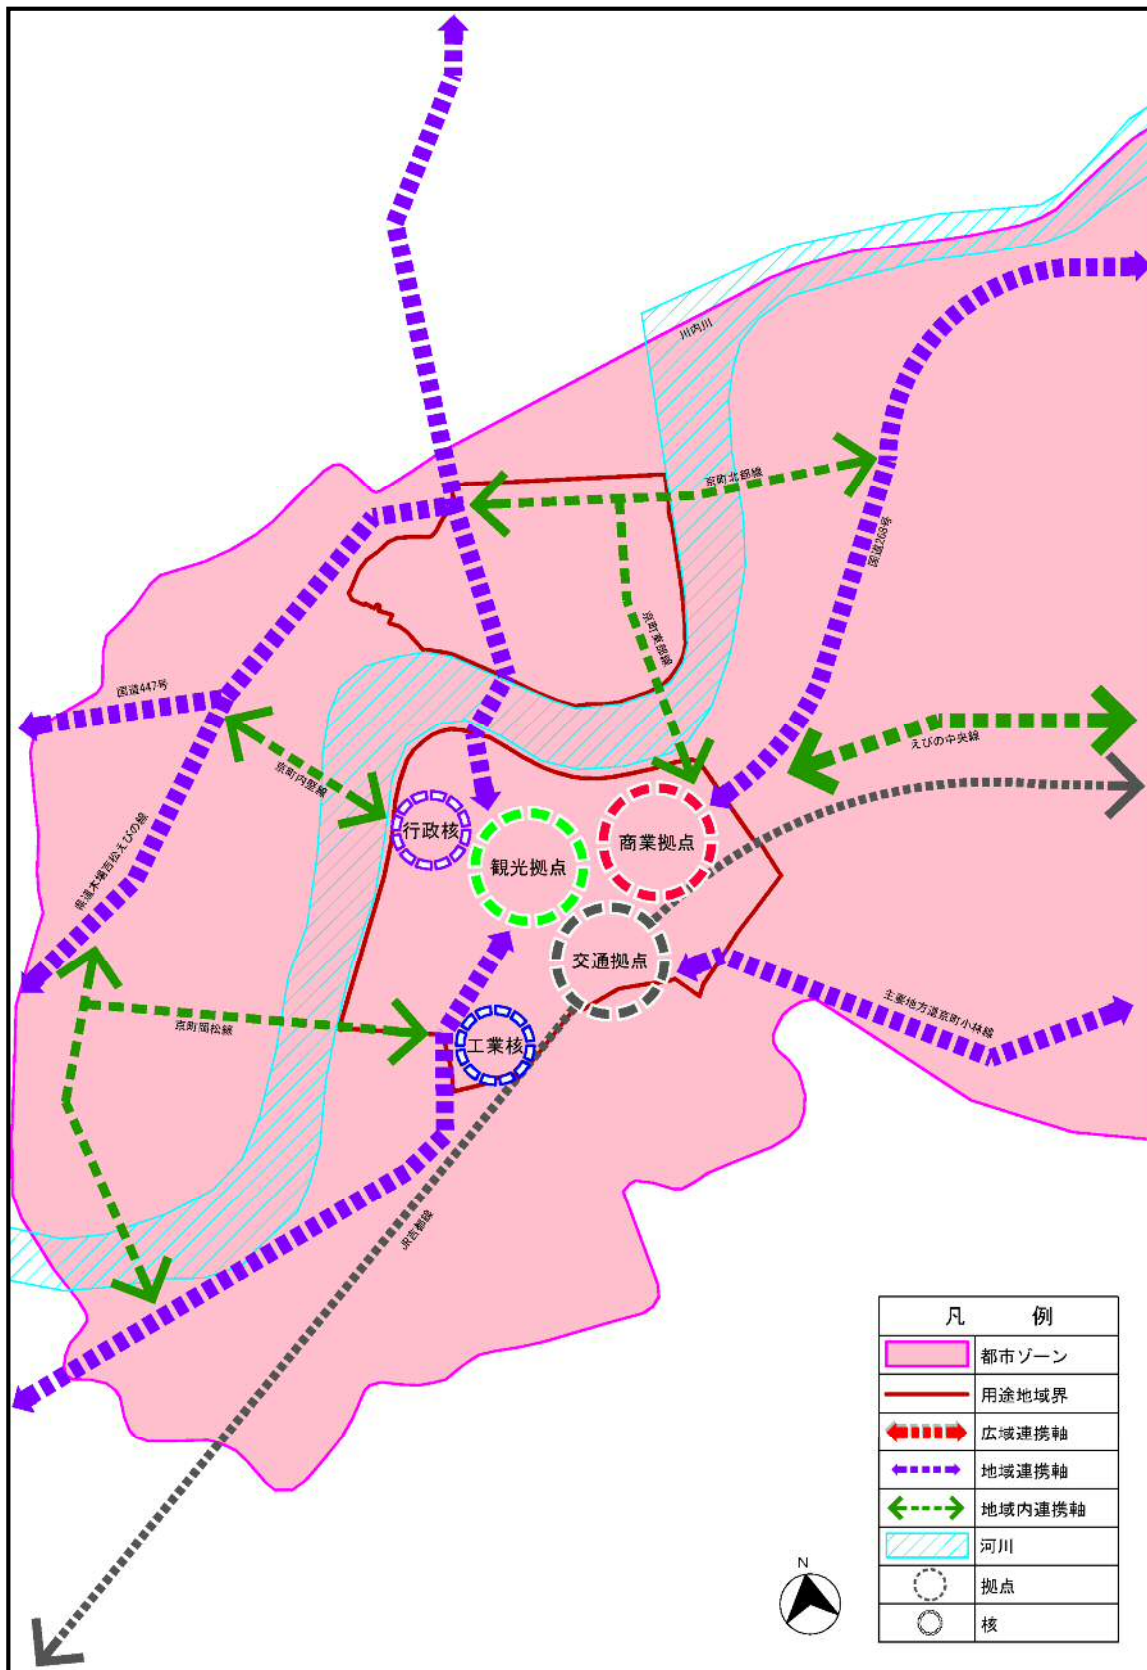 川内川
京町北部線
国道268号
京町東部線
国道447号
えびの中央線
京町内竪線
行政核
商業拠点
観光拠点
県道木場吉松えびの線
交通拠点
主要地方道京町小林線
京町岡松線
工業核
JR吉都線
凡 例
都市ゾーン
用途地域界
広域連携軸
地域連携軸
地域内連携軸
河川
拠点
核
N